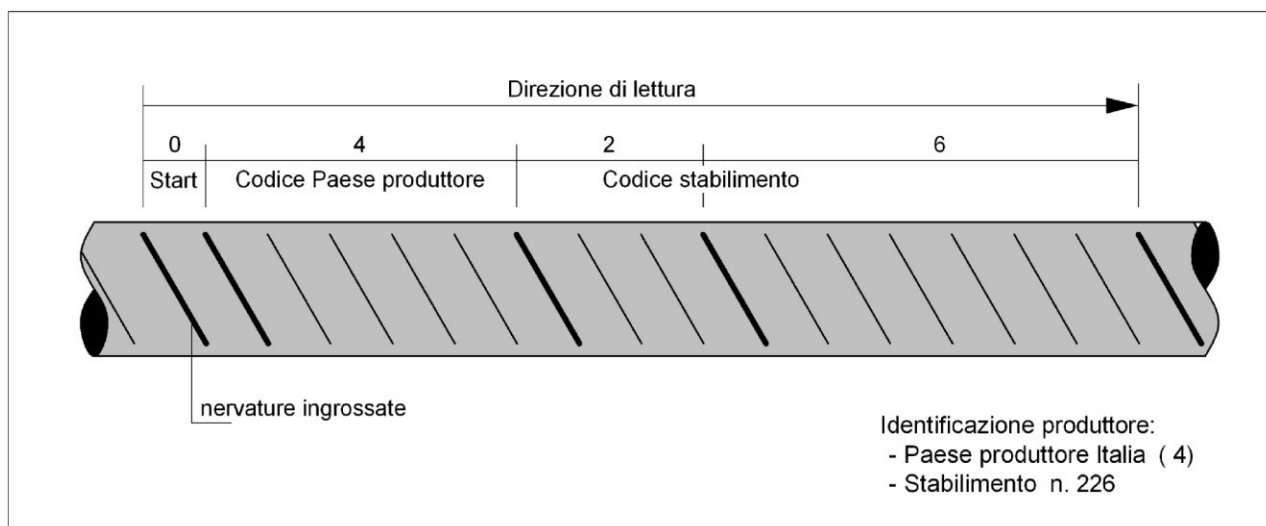 Direzione di lettura
0 4 2 6
Start Codice Paese produttore Codice stabilimento
nervature ingrossate
Identificazione produttore:
- Paese produttore Italia ( 4)
- Stabilimento n. 226